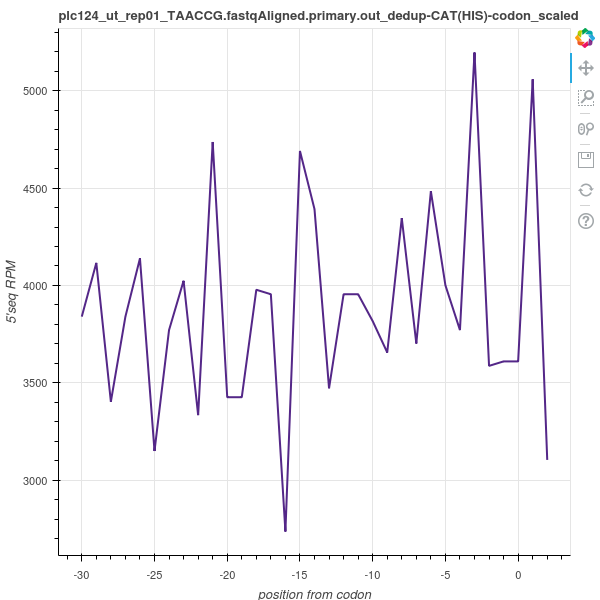 plc124_ut_rep01_TAACCG.fastqAligned.primary.out_dedup-CAT(HIS)-codon_scaled
5000
4500
4000
3500
3000
5'seq RPM
-30 -25 -20 -15 -10 -5 0
position from codon